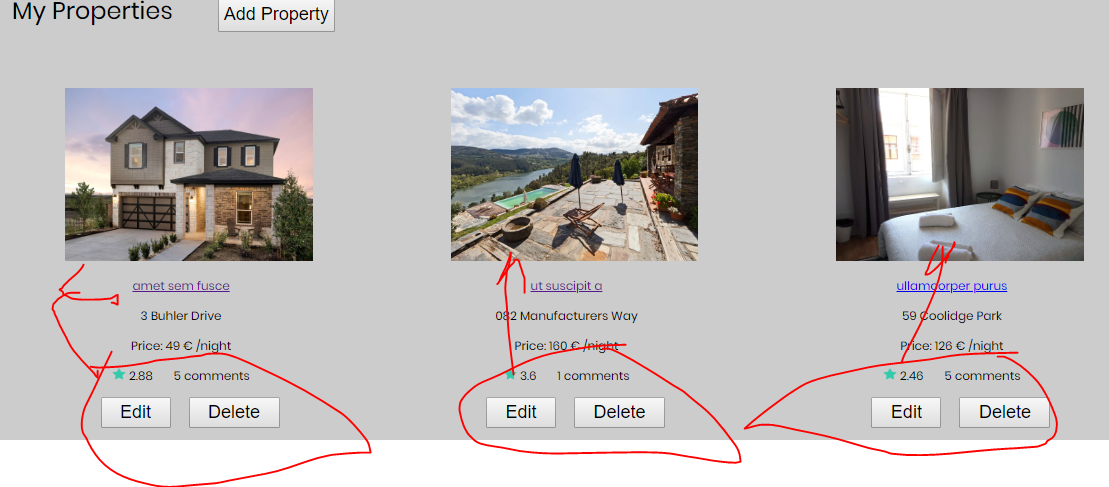 My Properties Add Property
amet sem fusce
3 Buhler Drive
Price: 49 € /night
2.88 5 comments
Edit Delete
ut suscipit a
082 Manufacturers Way
Price: 160 € /night
3.6 1 comments
Edit Delete
ullamcorper purus
59 Coolidge Park
Price: 126 € /night
2.46 5 comments
Edit Delete